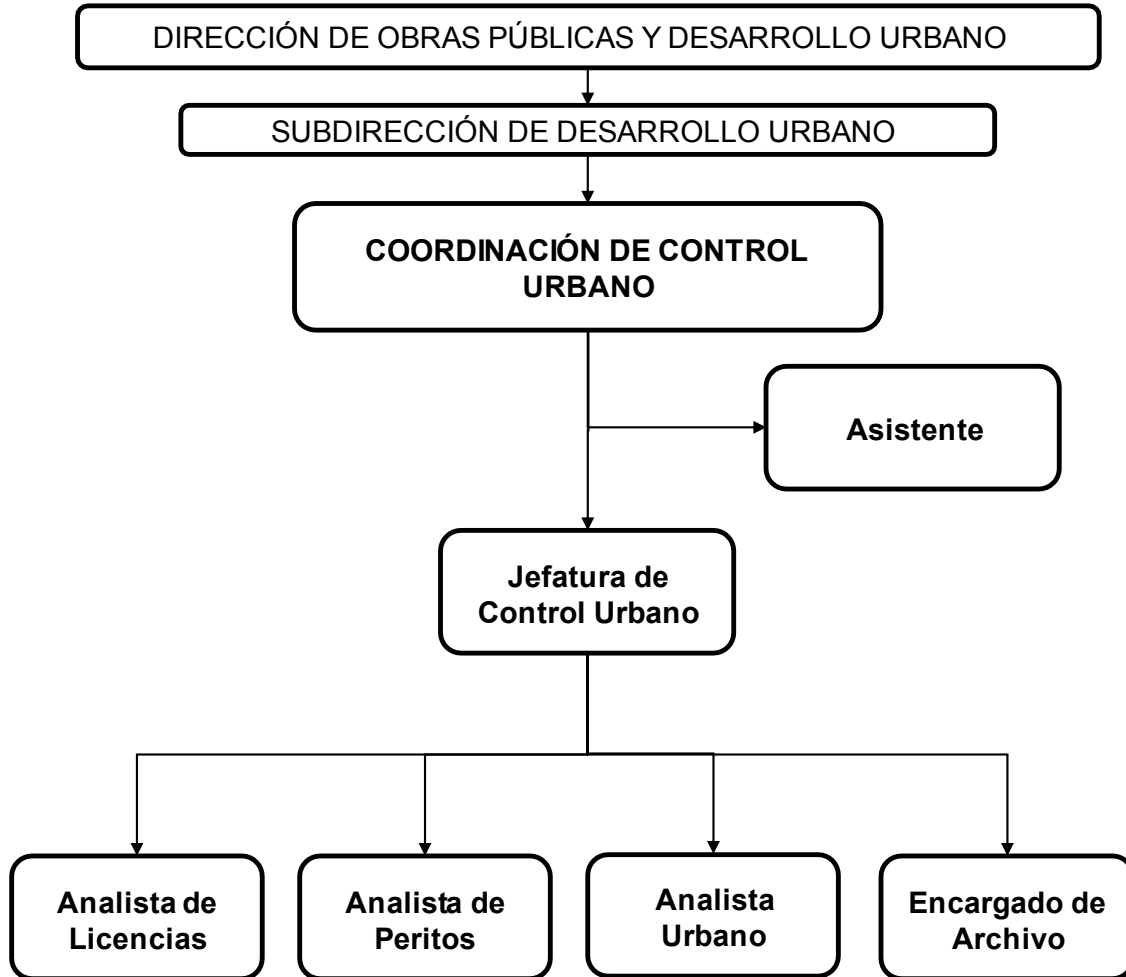 DIRECCIÓN DE OBRAS PÚBLICAS Y DESARROLLO URBANO
SUBDIRECCIÓN DE DESARROLLO URBANO
COORDINACIÓN DE CONTROL
URBANO
Asistente
Jefatura de
Control Urbano
Analista de
Licencias
Analista de
Peritos
Analista
Urbano
Encargado de
Archivo